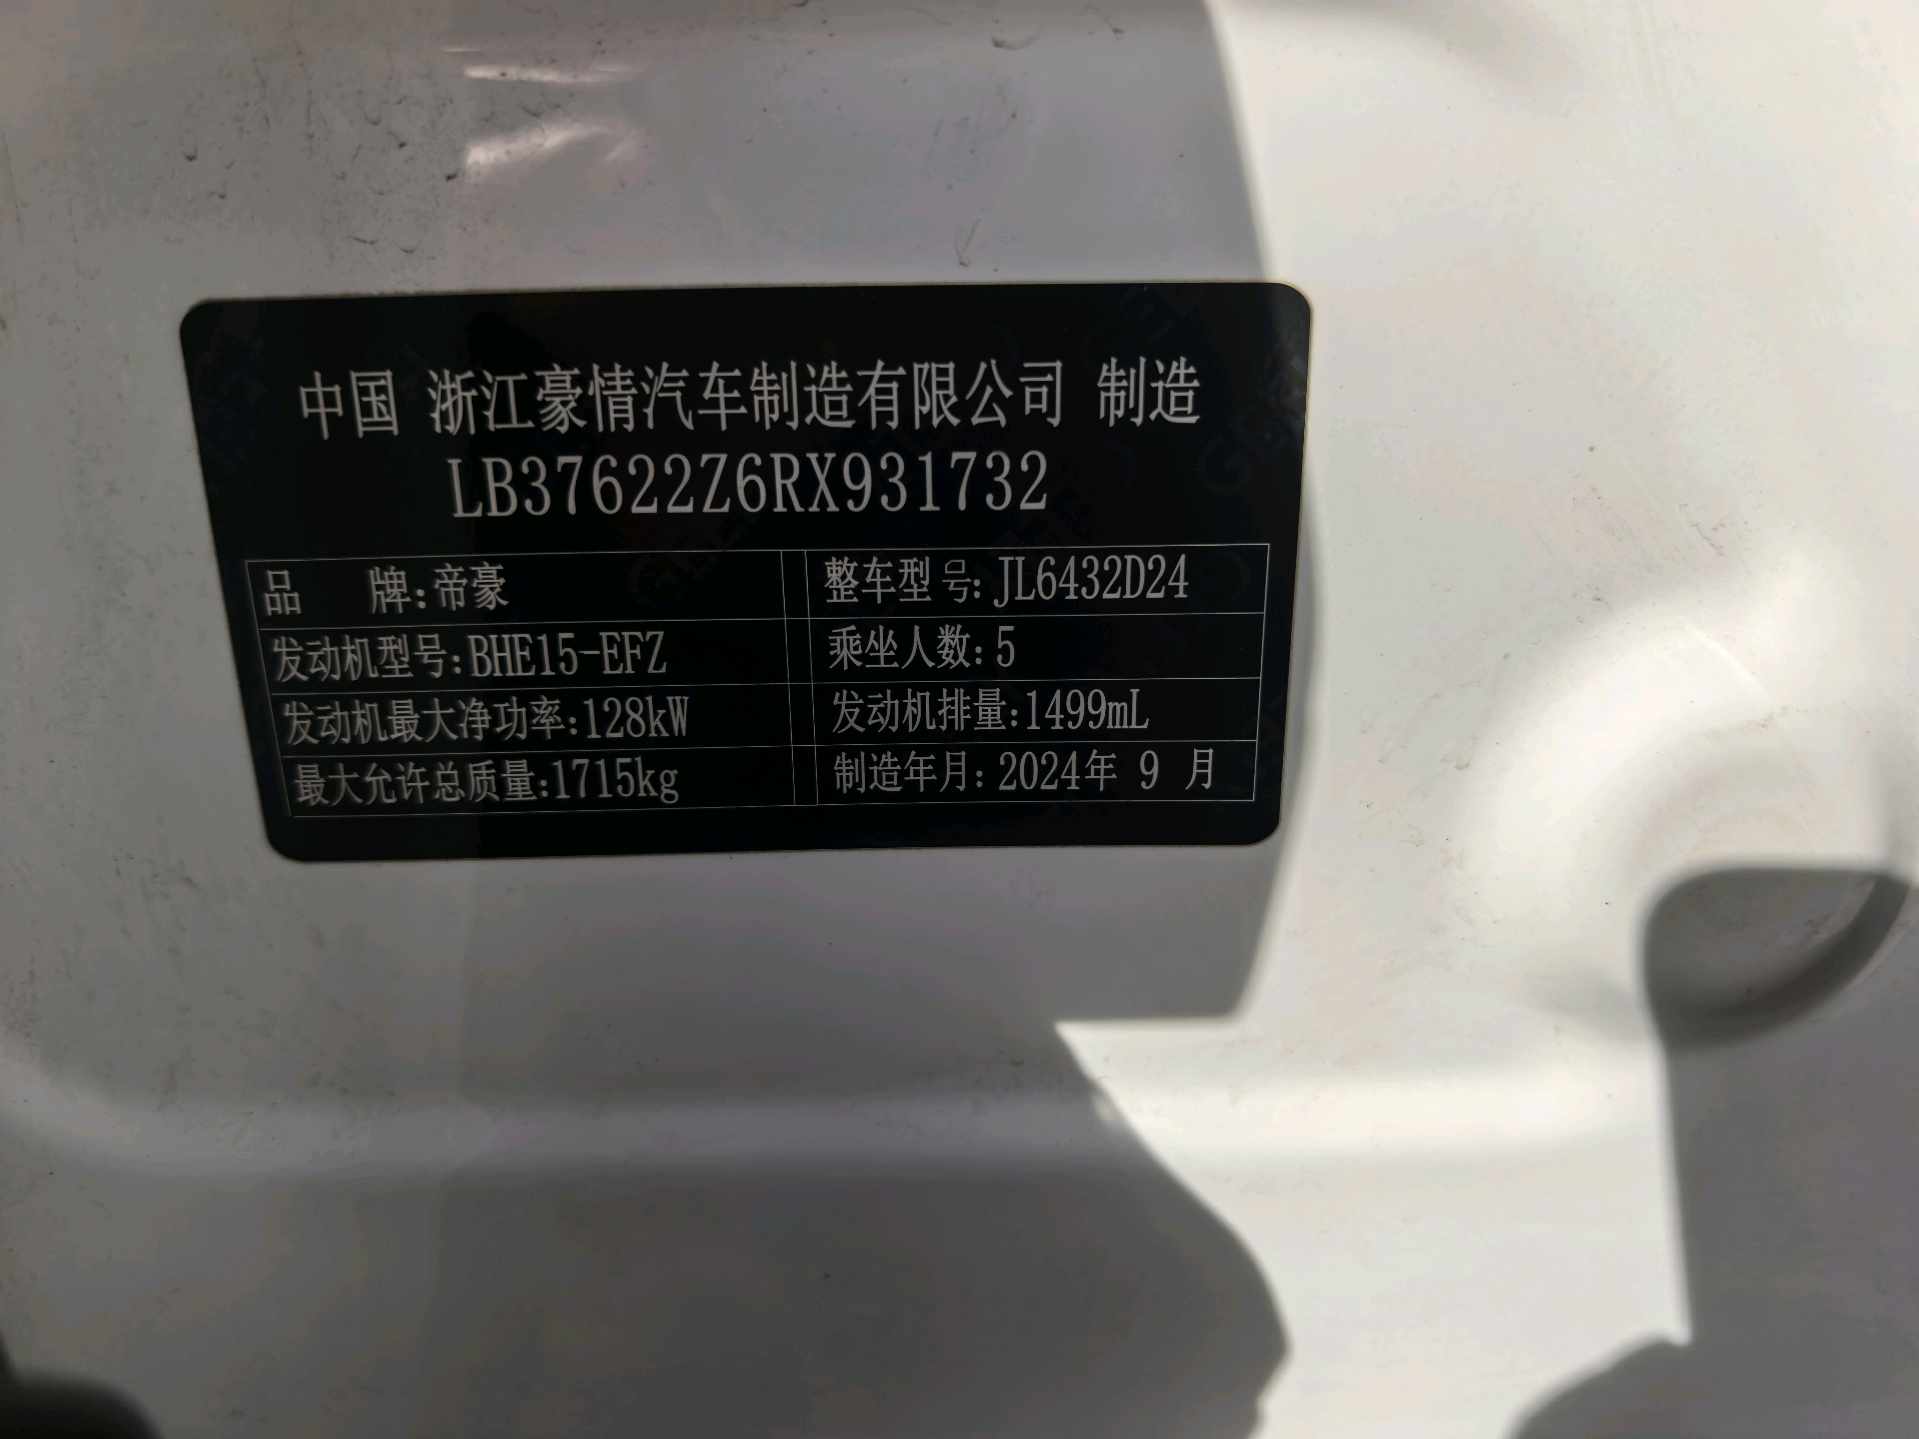 中国 浙江豪情汽车制造有限公司 制造
LB37622Z6RX931732
品 牌:帝豪 整车型号:JL6432D24
发动机型号:BHE15-EFZ 乘坐人数:5
发动机最大净功率:128kW 发动机排量:1499mL
最大允许总质量:1715kg 制造年月:2024年 9 月